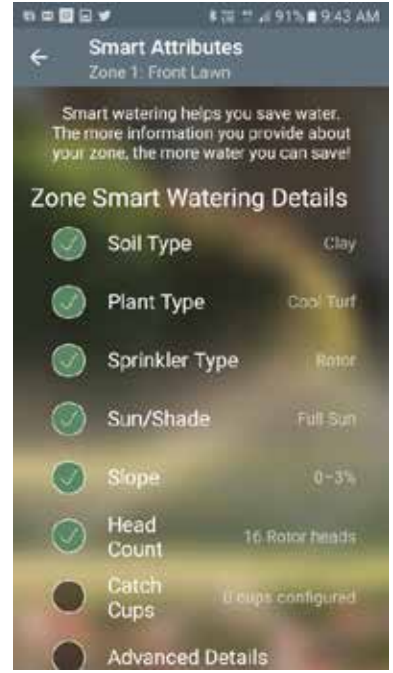 91% 9:43 AM
Smart Attributes
Zone 1: Front Lawn
Smart watering helps you save water.
The more information you provide about
your zone, the more water you can save!
Zone Smart Watering Details
Soil Type Clay
Plant Type Cool Turf
Sprinkler Type Rotor
Sun/Shade Full Sun
Slope 0-3%
Head
Count 16 Rotor heads
Catch
Cups 0 cups configured
Advanced Details